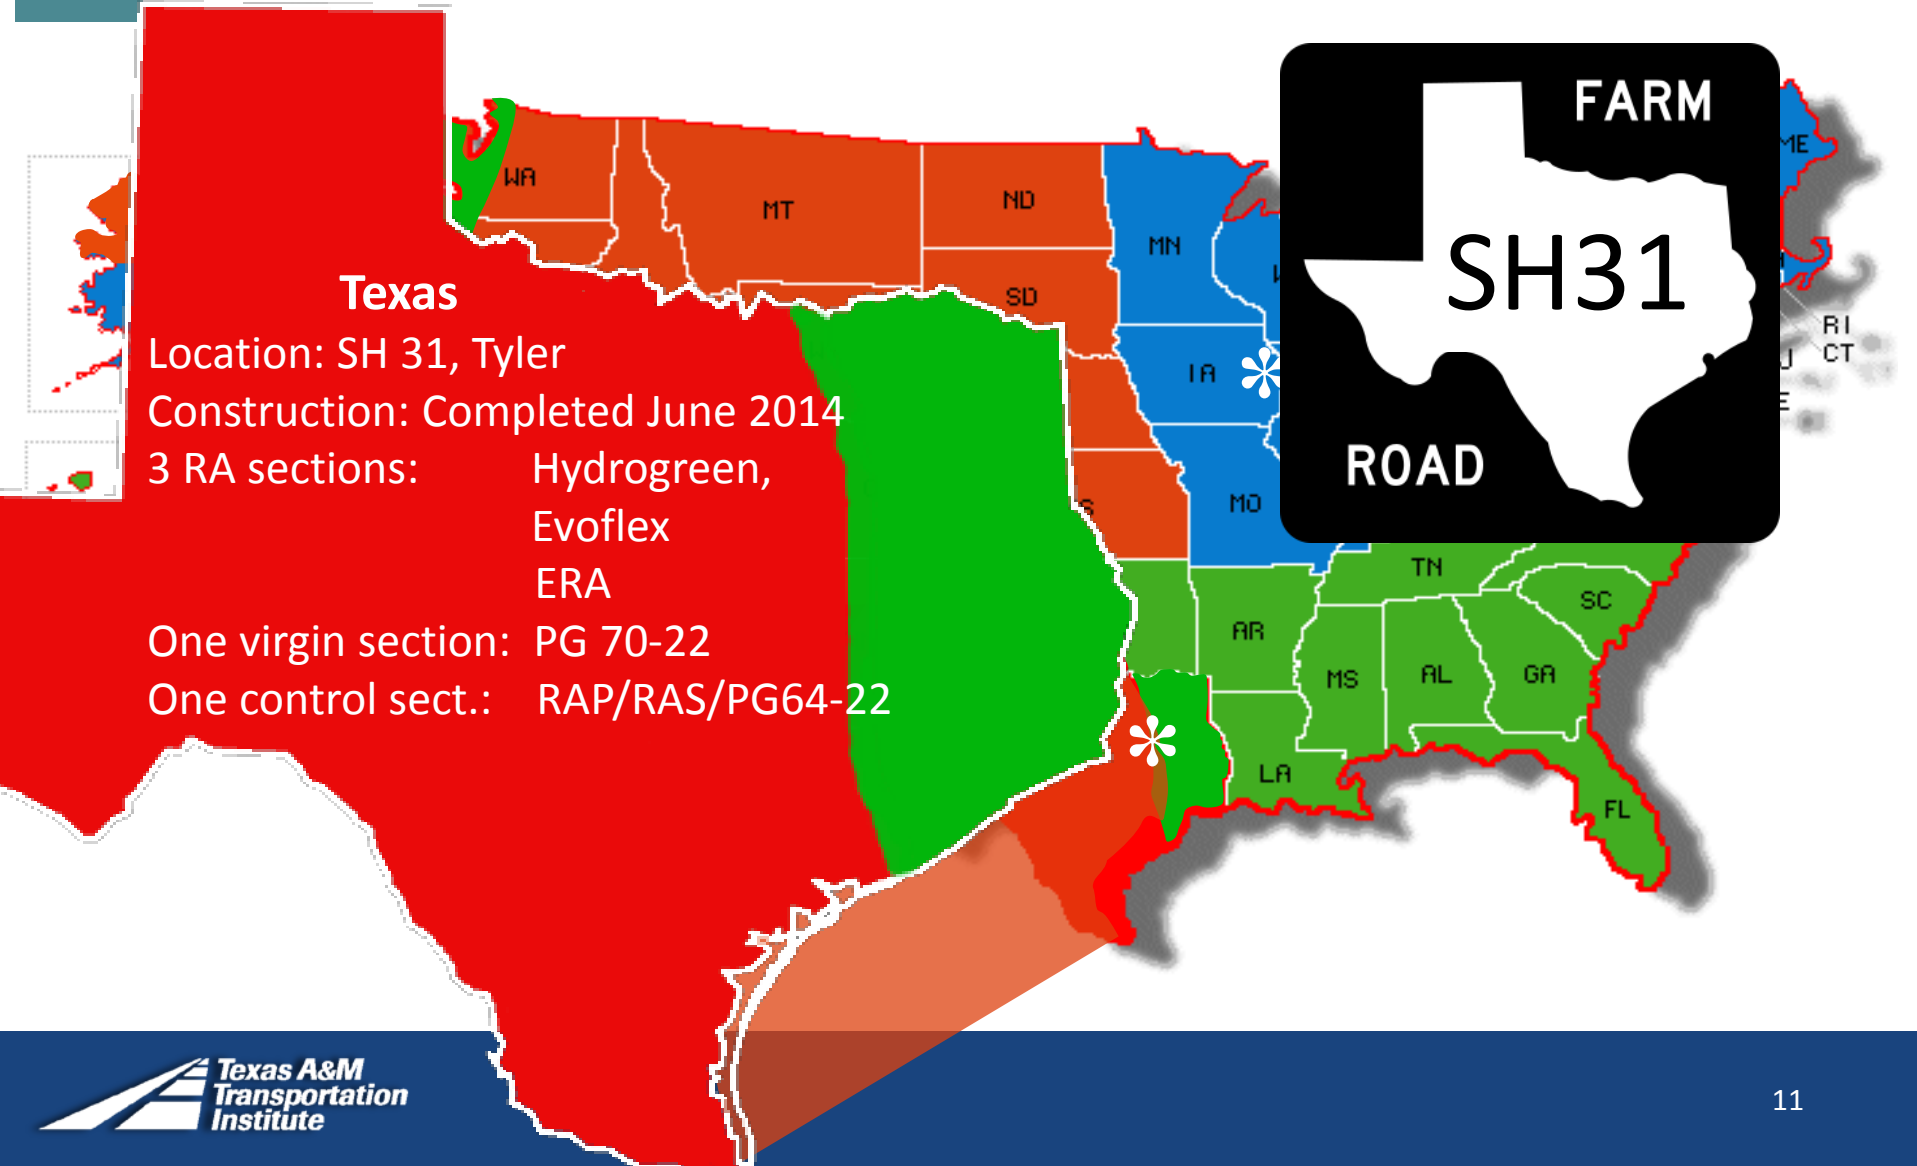 FARM
SH31
ROAD
ME
WA
MT
ND
MN
SD
IA
*
RI
CT
MO
S
TN
SC
AR
MS
AL
GA
LA
FL
*
Texas
Location: SH 31, Tyler
Construction: Completed June 2014
3 RA sections: Hydrogreen,
Evoflex
ERA
One virgin section: PG 70-22
One control sect.: RAP/RAS/PG64-22
Texas A&M
Transportation
Institute
11